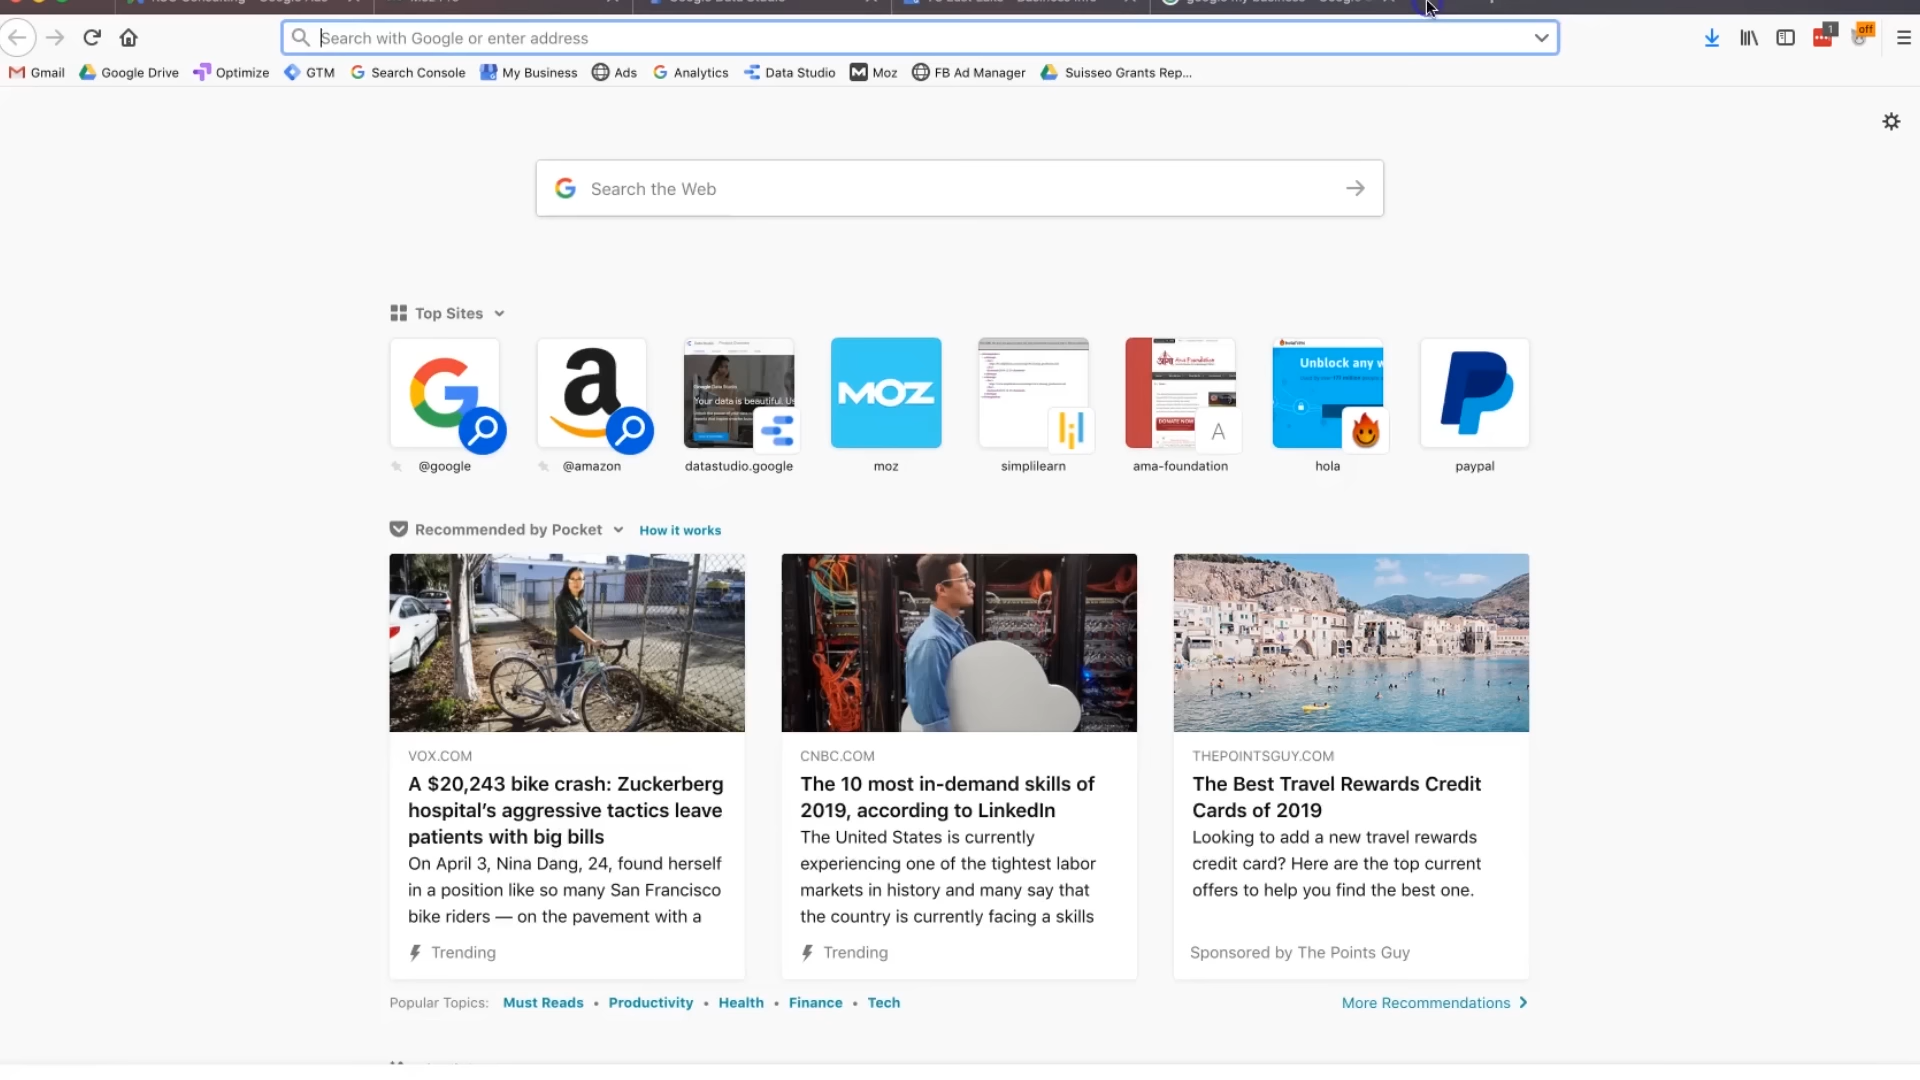 1
off
Search with Google or enter address
Gmail Google Drive Optimize GTM Search Console My Business Ads Analytics Data Studio Moz FB Ad Manager Suisseo Grants Rep...
Search the Web
Top Sites
Unblock any w
Your data is beautiful. Us
MOZ
DONATE NOW
A
@google @amazon datastudio.google moz simplilearn ama-foundation hola paypal
Recommended by Pocket How it works
VOX.COM
A $20,243 bike crash: Zuckerberg
hospital's aggressive tactics leave
patients with big bills
On April 3, Nina Dang, 24, found herself
in a position like so many San Francisco
bike riders — on the pavement with a
Trending
CNBC.COM
The 10 most in-demand skills of
2019, according to LinkedIn
The United States is currently
experiencing one of the tightest labor
markets in history and many say that
the country is currently facing a skills
Trending
THEPOINTSGUY.COM
The Best Travel Rewards Credit
Cards of 2019
Looking to add a new travel rewards
credit card? Here are the top current
offers to help you find the best one.
Sponsored by The Points Guy
Popular Topics: Must Reads • Productivity • Health • Finance • Tech
More Recommendations